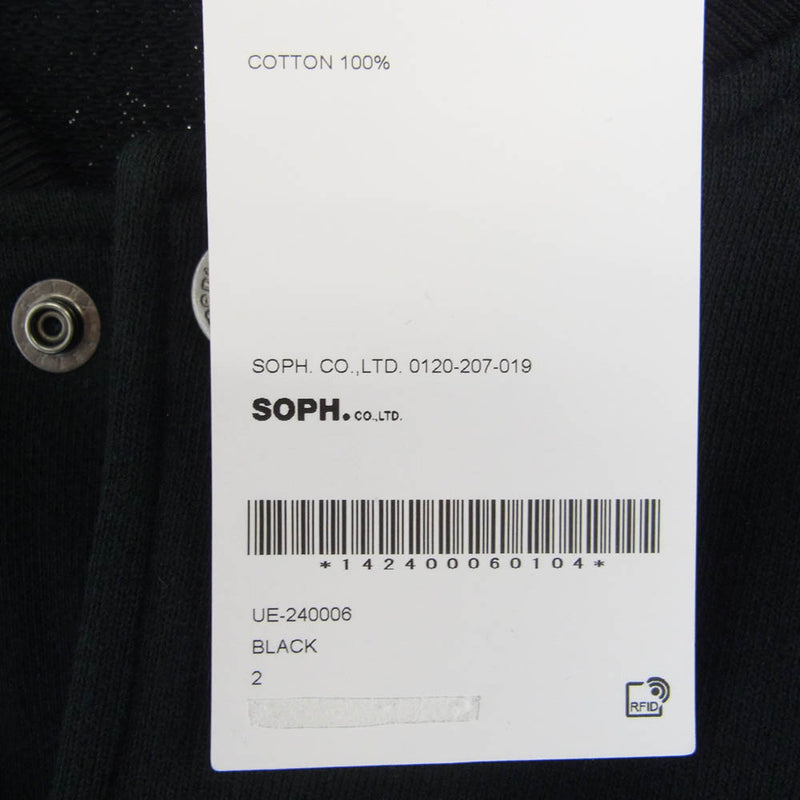 COTTON 100%
SOPH. CO.,LTD. 0120-207-019
SOPH. CO.,LTD.
*142400060104*
UE-240006
BLACK
2
RFID